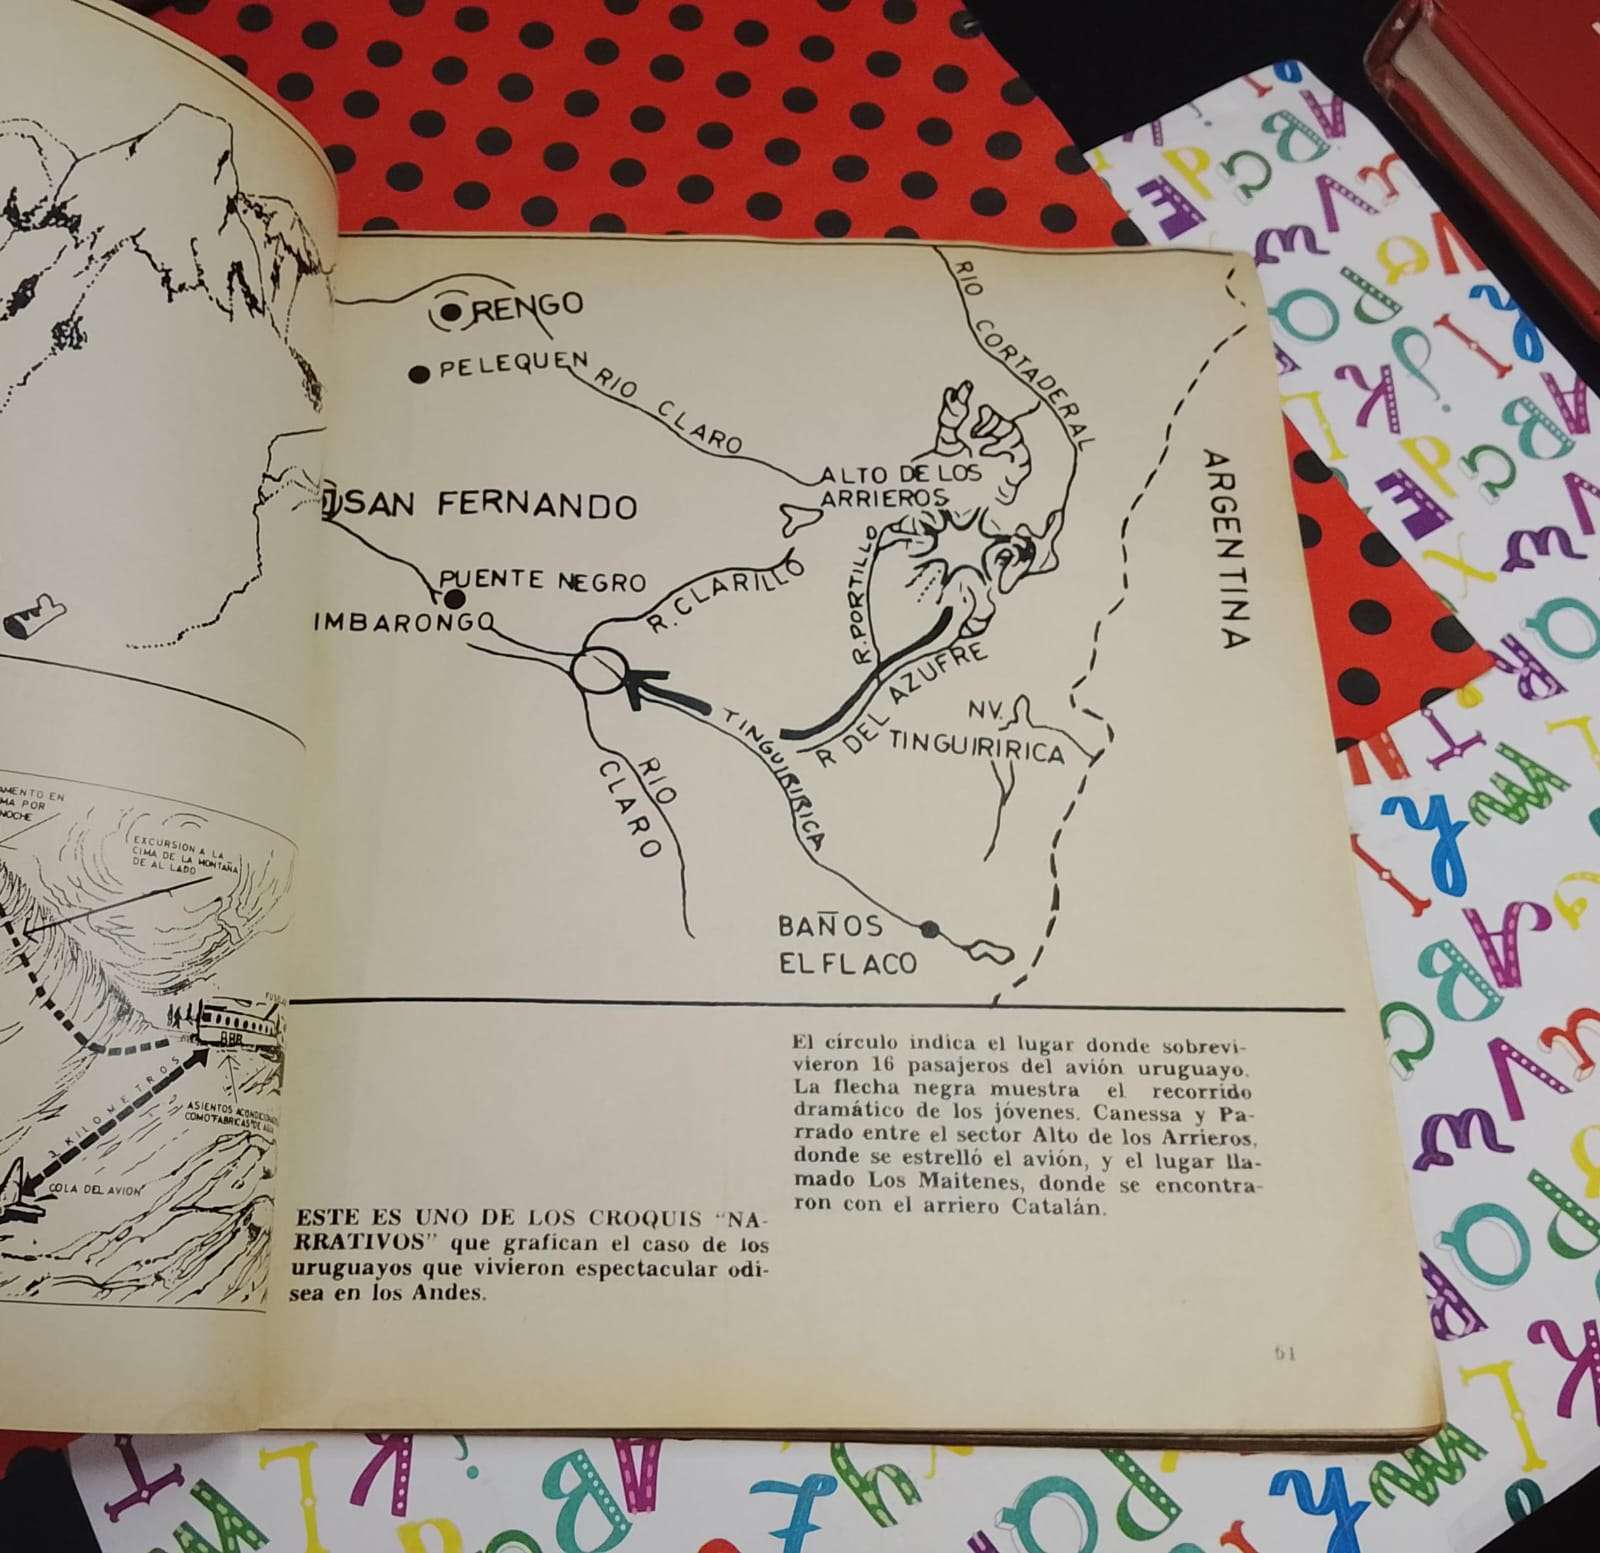 RENGO
PELEQUEN
RIO CLARO
RIO CORTADERAL
ALTO DE LOS
ARRIEROS
ARGENTINA
SAN FERNANDO
PUENTE NEGRO
IMBARONGO
R. CLARILLO
R. PORTILLO
R DEL AZUFRE
NV.
TINGUIRIRICA
TINGUIRIRICA
RIO
CLARO
BAÑOS
EL FLACO
NOCHE
EXCURSION A LA
CIMA DE LA MONTAÑA
DE AL LADO
KILOMETROS
ASIENTOS
COMO "FABRICAS" DE
COLA DEL AVION
ESTE ES UNO DE LOS CROQUIS "NA-
RRATIVOS" que grafican el caso de los
uruguayos que vivieron espectacular odi-
sea en los Andes.
El círculo indica el lugar donde sobrevi-
vieron 16 pasajeros del avión uruguayo.
La flecha negra muestra el recorrido
dramático de los jóvenes. Canessa y Pa-
rrado entre el sector Alto de los Arrieros,
donde se estrelló el avión, y el lugar lla-
mado Los Maitenes, donde se encontra-
ron con el arriero Catalán.